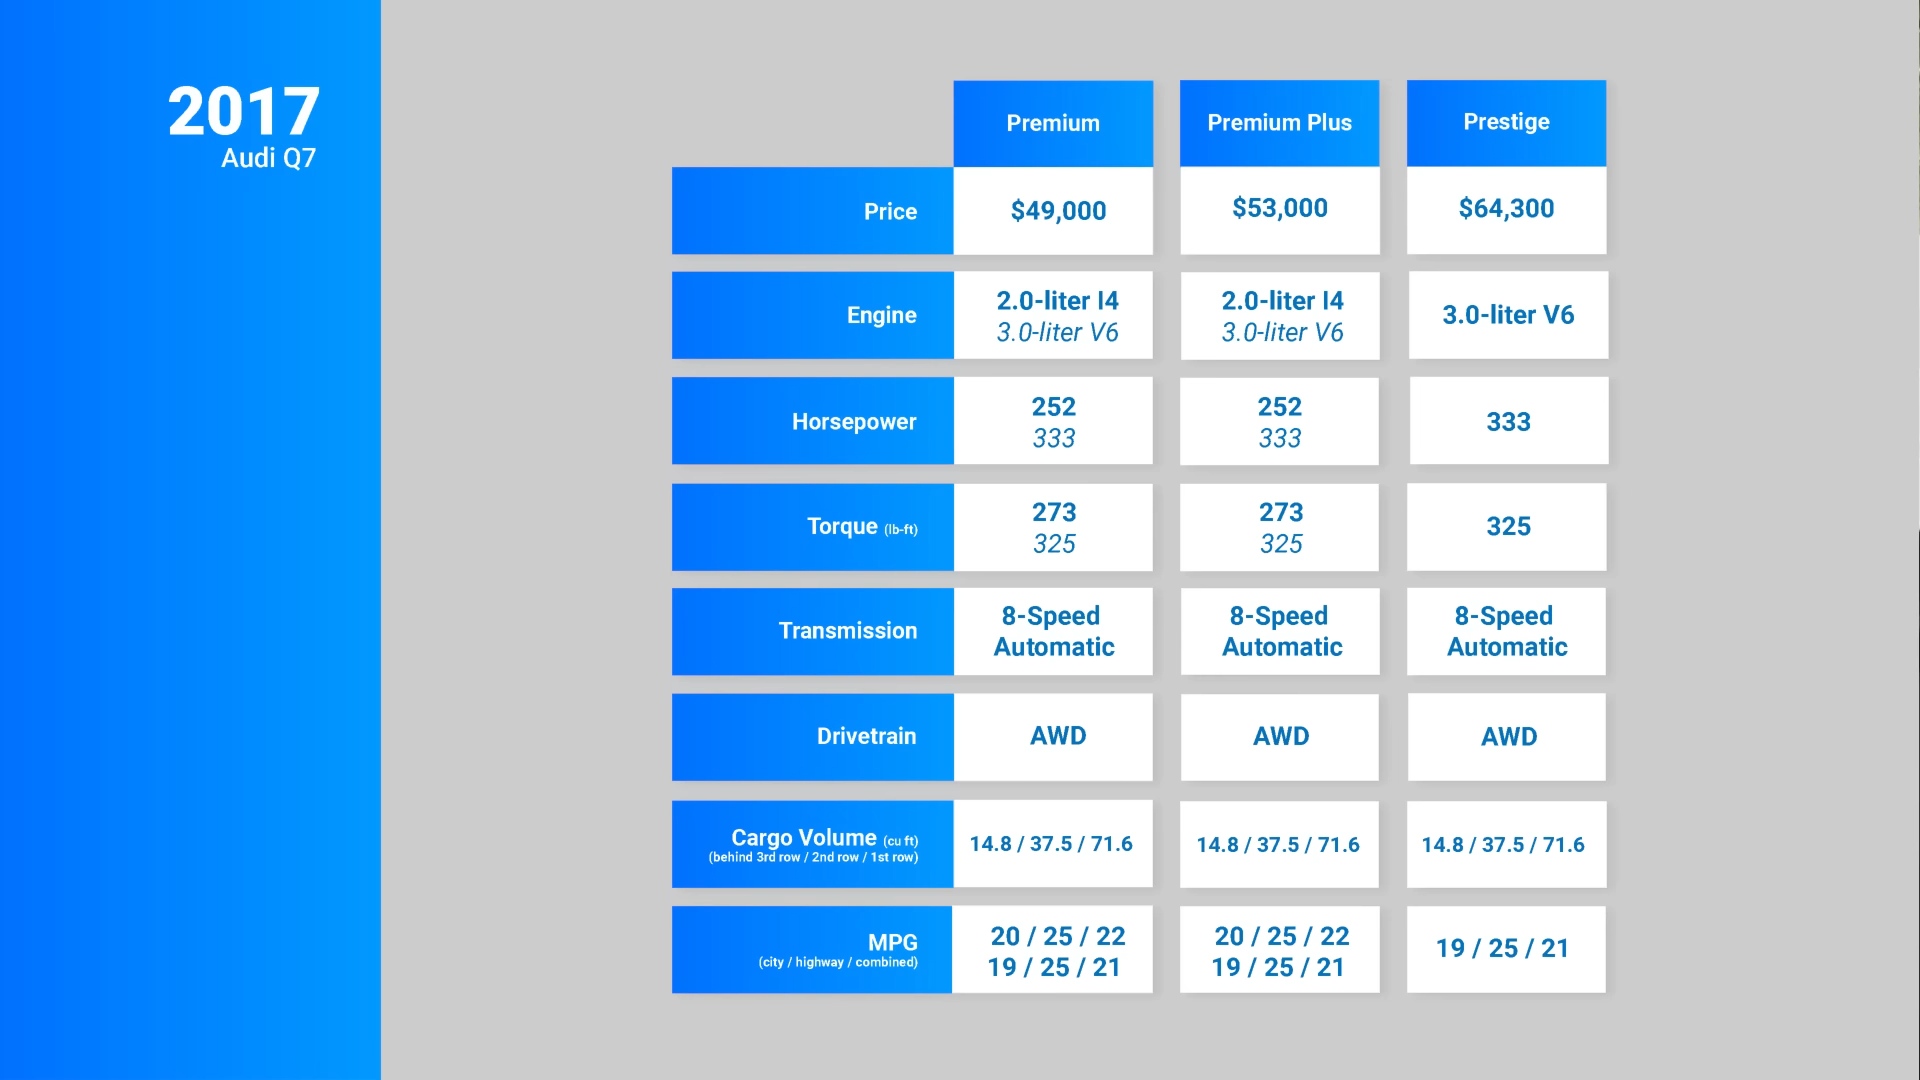 2017
Audi Q7
Premium
Premium Plus
Prestige
Price
$49,000
$53,000
$64,300
Engine
2.0-liter I4
3.0-liter V6
2.0-liter I4
3.0-liter V6
3.0-liter V6
Horsepower
252
333
252
333
333
Torque (lb-ft)
273
325
273
325
325
Transmission
8-Speed
Automatic
8-Speed
Automatic
8-Speed
Automatic
Drivetrain
AWD
AWD
AWD
Cargo Volume (cu ft)
(behind 3rd row / 2nd row / 1st row)
14.8 / 37.5 / 71.6
14.8 / 37.5 / 71.6
14.8 / 37.5 / 71.6
MPG
(city / highway / combined)
20 / 25 / 22
19 / 25 / 21
20 / 25 / 22
19 / 25 / 21
19 / 25 / 21